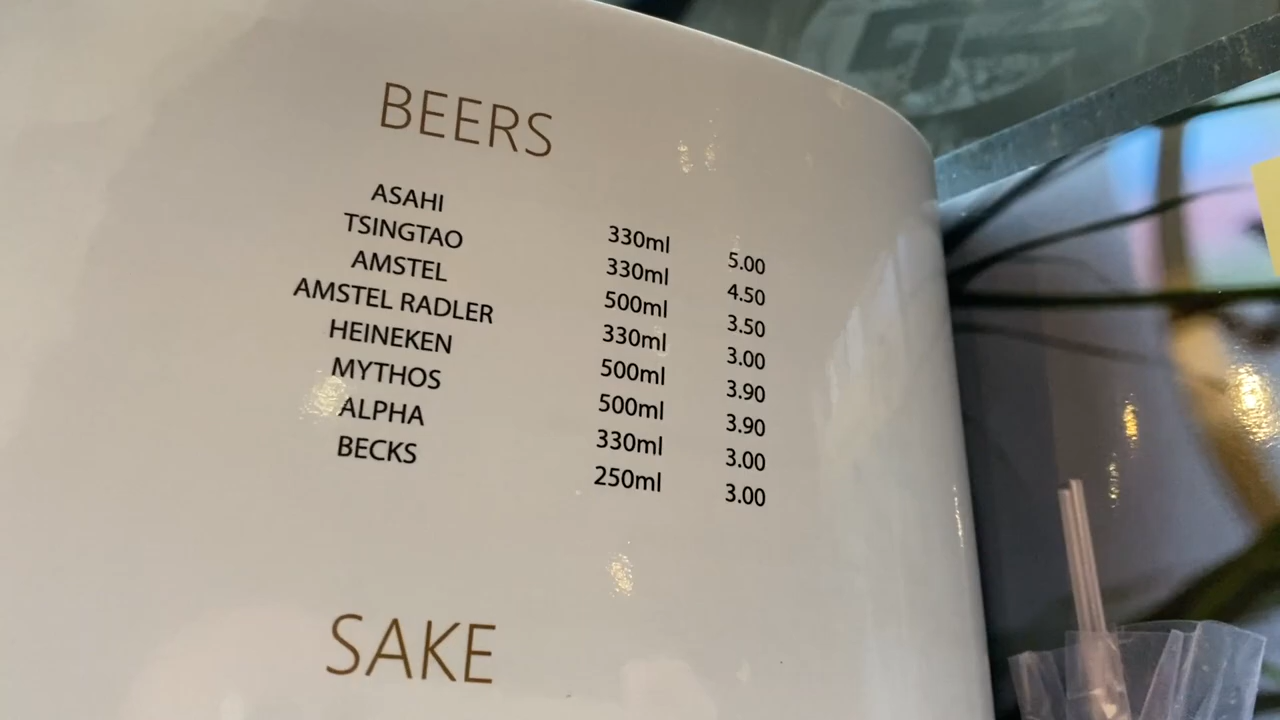 BEERS
ASAHI 330ml 5.00
TSINGTAO 330ml 4.50
AMSTEL 500ml 3.50
AMSTEL RADLER 330ml 3.00
HEINEKEN 500ml 3.90
MYTHOS 500ml 3.90
ALPHA 330ml 3.00
BECKS 250ml 3.00
SAKE